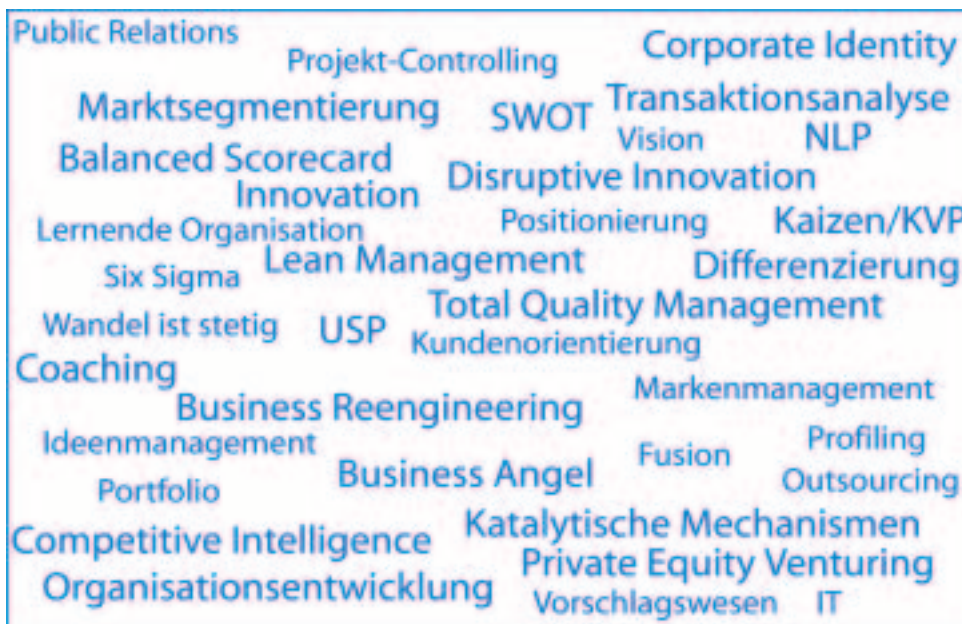 Public Relations
Corporate Identity
Projekt-Controlling
Marktsegmentierung
SWOT
Transaktionsanalyse
Vision
NLP
Balanced Scorecard
Disruptive Innovation
Innovation
Lernende Organisation
Positionierung
Kaizen/KVP
Six Sigma
Lean Management
Differenzierung
Total Quality Management
Wandel ist stetig
USP
Kundenorientierung
Coaching
Markenmanagement
Business Reengineering
Ideenmanagement
Profiling
Fusion
Business Angel
Outsourcing
Portfolio
Katalytische Mechanismen
Competitive Intelligence
Private Equity Venturing
Organisationsentwicklung
Vorschlagswesen
IT